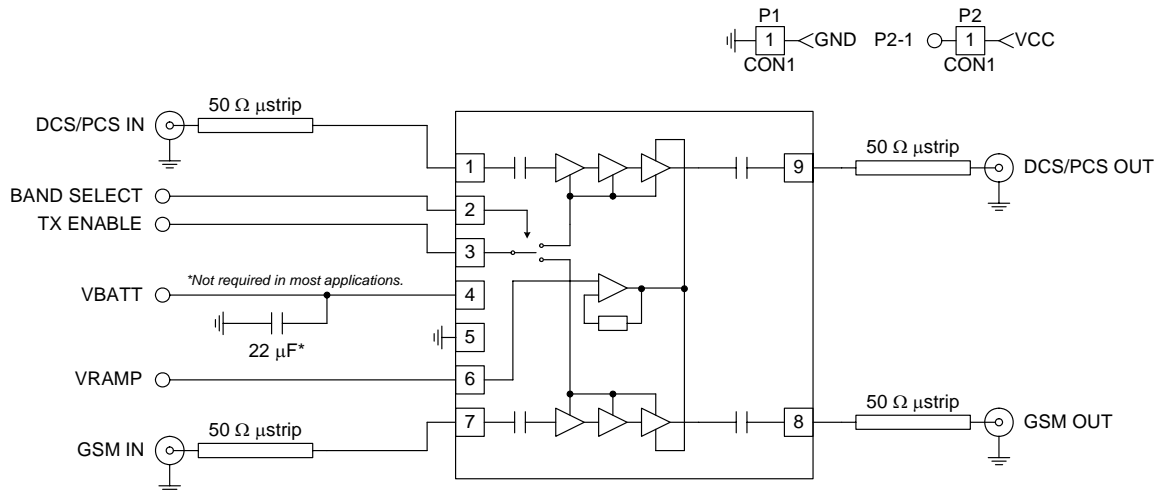 P1
1
GND
CON1
P2-1
P2
1
VCC
CON1
DCS/PCS IN
50 Ω μstrip
1
9
50 Ω μstrip
DCS/PCS OUT
BAND SELECT
2
TX ENABLE
3
*Not required in most applications.
VBATT
4
22 μF*
5
VRAMP
6
GSM IN
50 Ω μstrip
7
8
50 Ω μstrip
GSM OUT